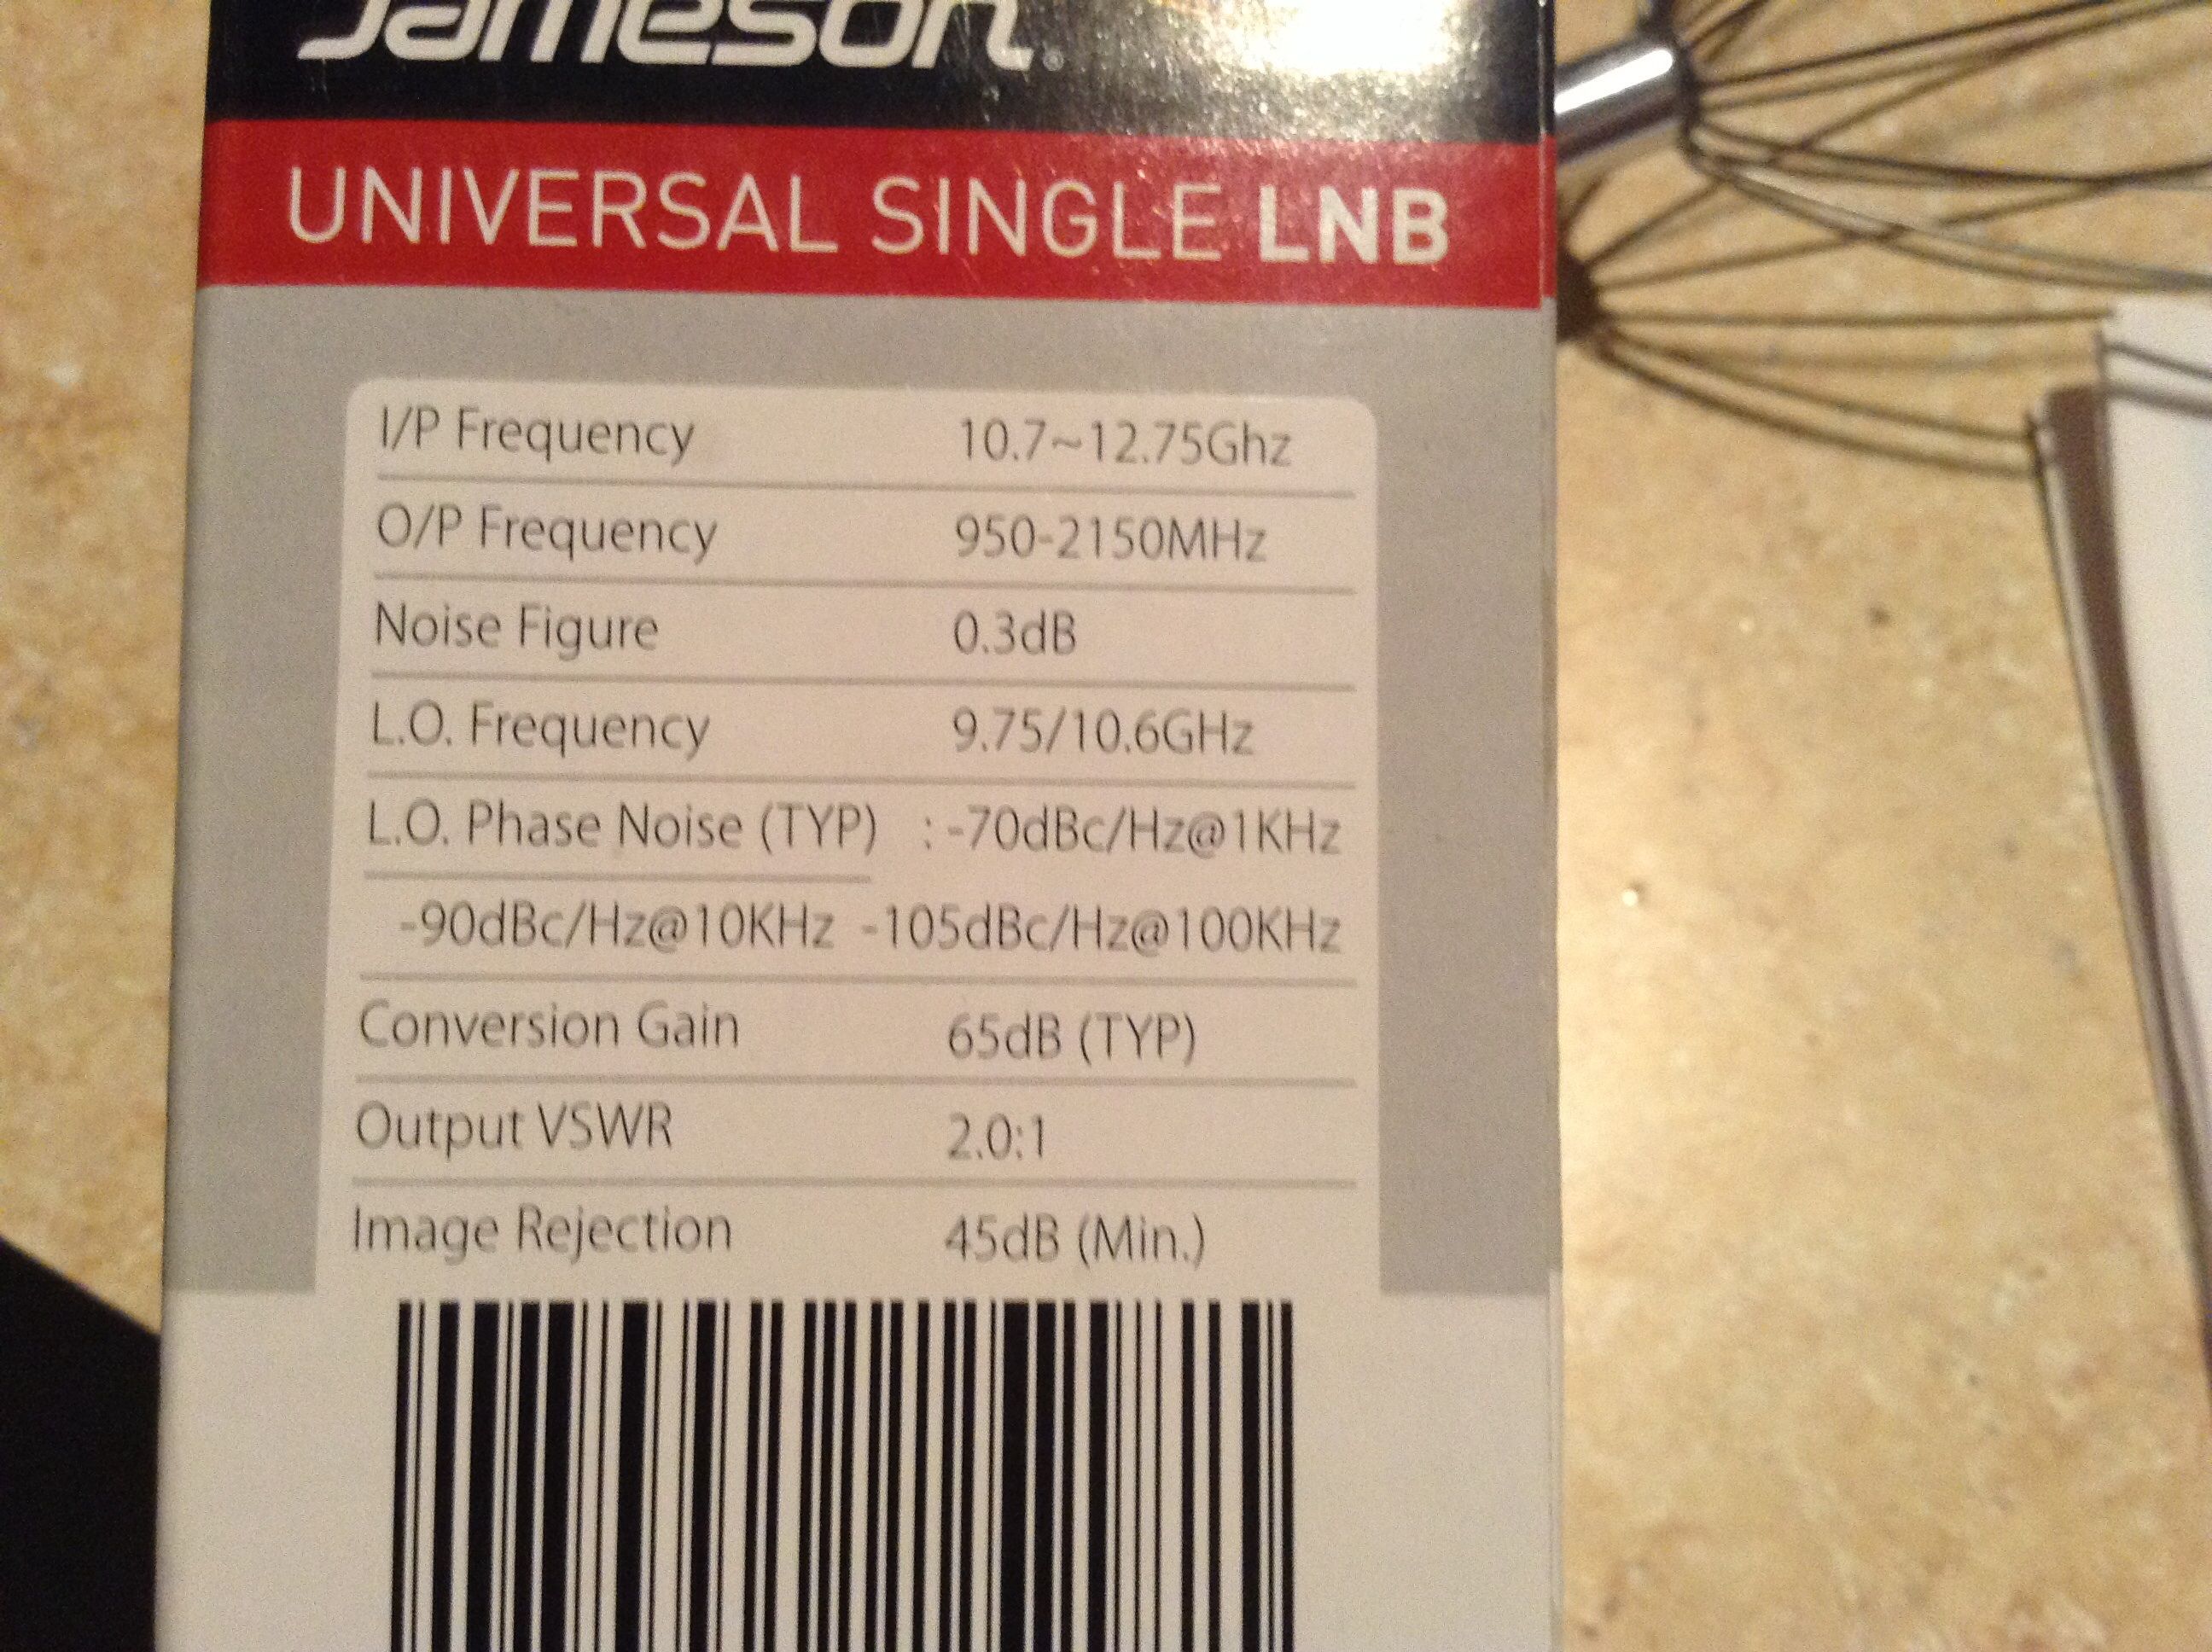 Jameson®
UNIVERSAL SINGLE LNB
I/P Frequency 10.7~12.75Ghz
O/P Frequency 950-2150MHz
Noise Figure 0.3dB
L.O. Frequency 9.75/10.6GHz
L.O. Phase Noise (TYP) : -70dBc/Hz@1KHz
-90dBc/Hz@10KHz -105dBc/Hz@100KHz
Conversion Gain 65dB (TYP)
Output VSWR 2.0:1
Image Rejection 45dB (Min.)